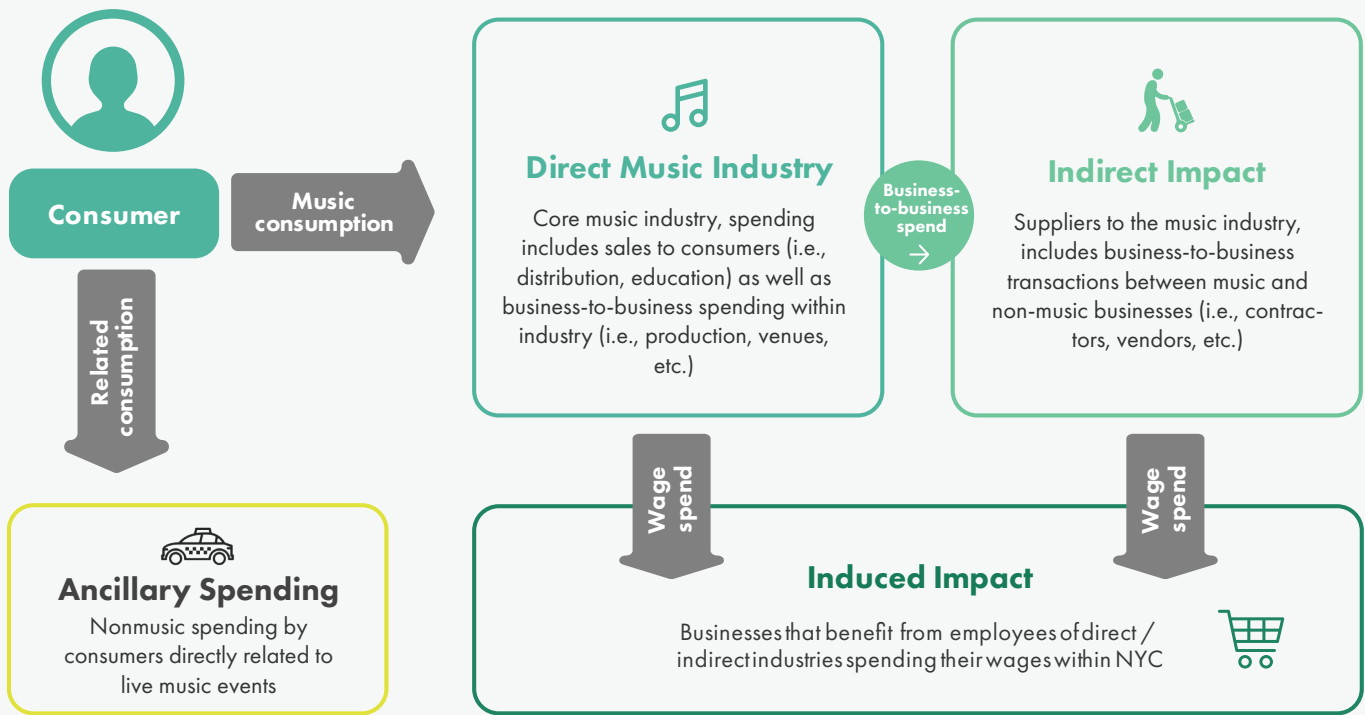 Consumer
Music
consumption
Direct Music Industry
Core music industry, spending
includes sales to consumers (i.e.,
distribution, education) as well as
business-to-business spending within
industry (i.e., production, venues,
etc.)
Business-
to-business
spend
→
Indirect Impact
Suppliers to the music industry,
includes business-to-business
transactions between music and
non-music businesses (i.e., contrac-
tors, vendors, etc.)
Related
consumption
Wage
spend
Wage
spend
Ancillary Spending
Nonmusic spending by
consumers directly related to
live music events
Induced Impact
Businesses that benefit from employees of direct /
indirect industries spending their wages within NYC